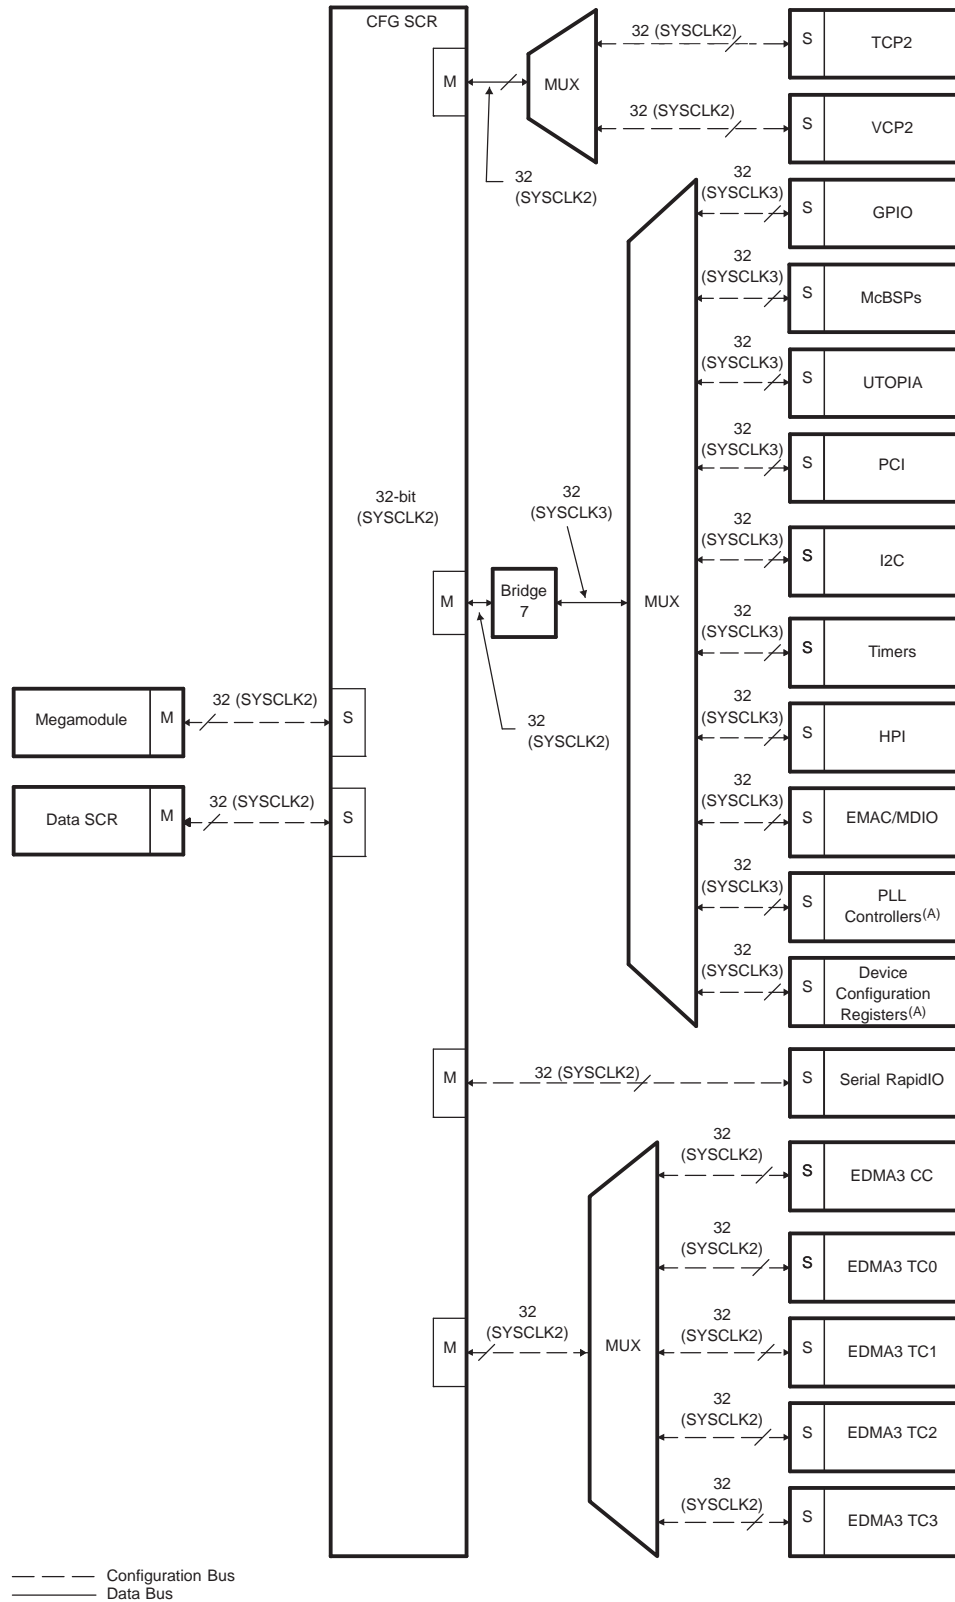 CFG SCR
M
32 (SYSCLK2)
S
TCP2
MUX
32 (SYSCLK2)
S
VCP2
32
(SYSCLK2)
32
(SYSCLK3)
S
GPIO
32
(SYSCLK3)
S
McBSPs
32
(SYSCLK3)
S
UTOPIA
32
(SYSCLK3)
S
PCI
32-bit
(SYSCLK2)
32
(SYSCLK3)
32
(SYSCLK3)
S
I2C
M
Bridge
7
MUX
32
(SYSCLK2)
32
(SYSCLK3)
S
Timers
32
(SYSCLK3)
S
HPI
Megamodule
M
32 (SYSCLK2)
S
Data SCR
M
32 (SYSCLK2)
S
32
(SYSCLK3)
S
EMAC/MDIO
32
(SYSCLK3)
S
PLL
Controllers(A)
32
(SYSCLK3)
S
Device
Configuration
Registers(A)
M
32 (SYSCLK2)
S
Serial RapidIO
32
(SYSCLK2)
S
EDMA3 CC
32
(SYSCLK2)
S
EDMA3 TC0
M
32
(SYSCLK2)
MUX
32
(SYSCLK2)
S
EDMA3 TC1
32
(SYSCLK2)
S
EDMA3 TC2
32
(SYSCLK2)
S
EDMA3 TC3
Configuration Bus
Data Bus